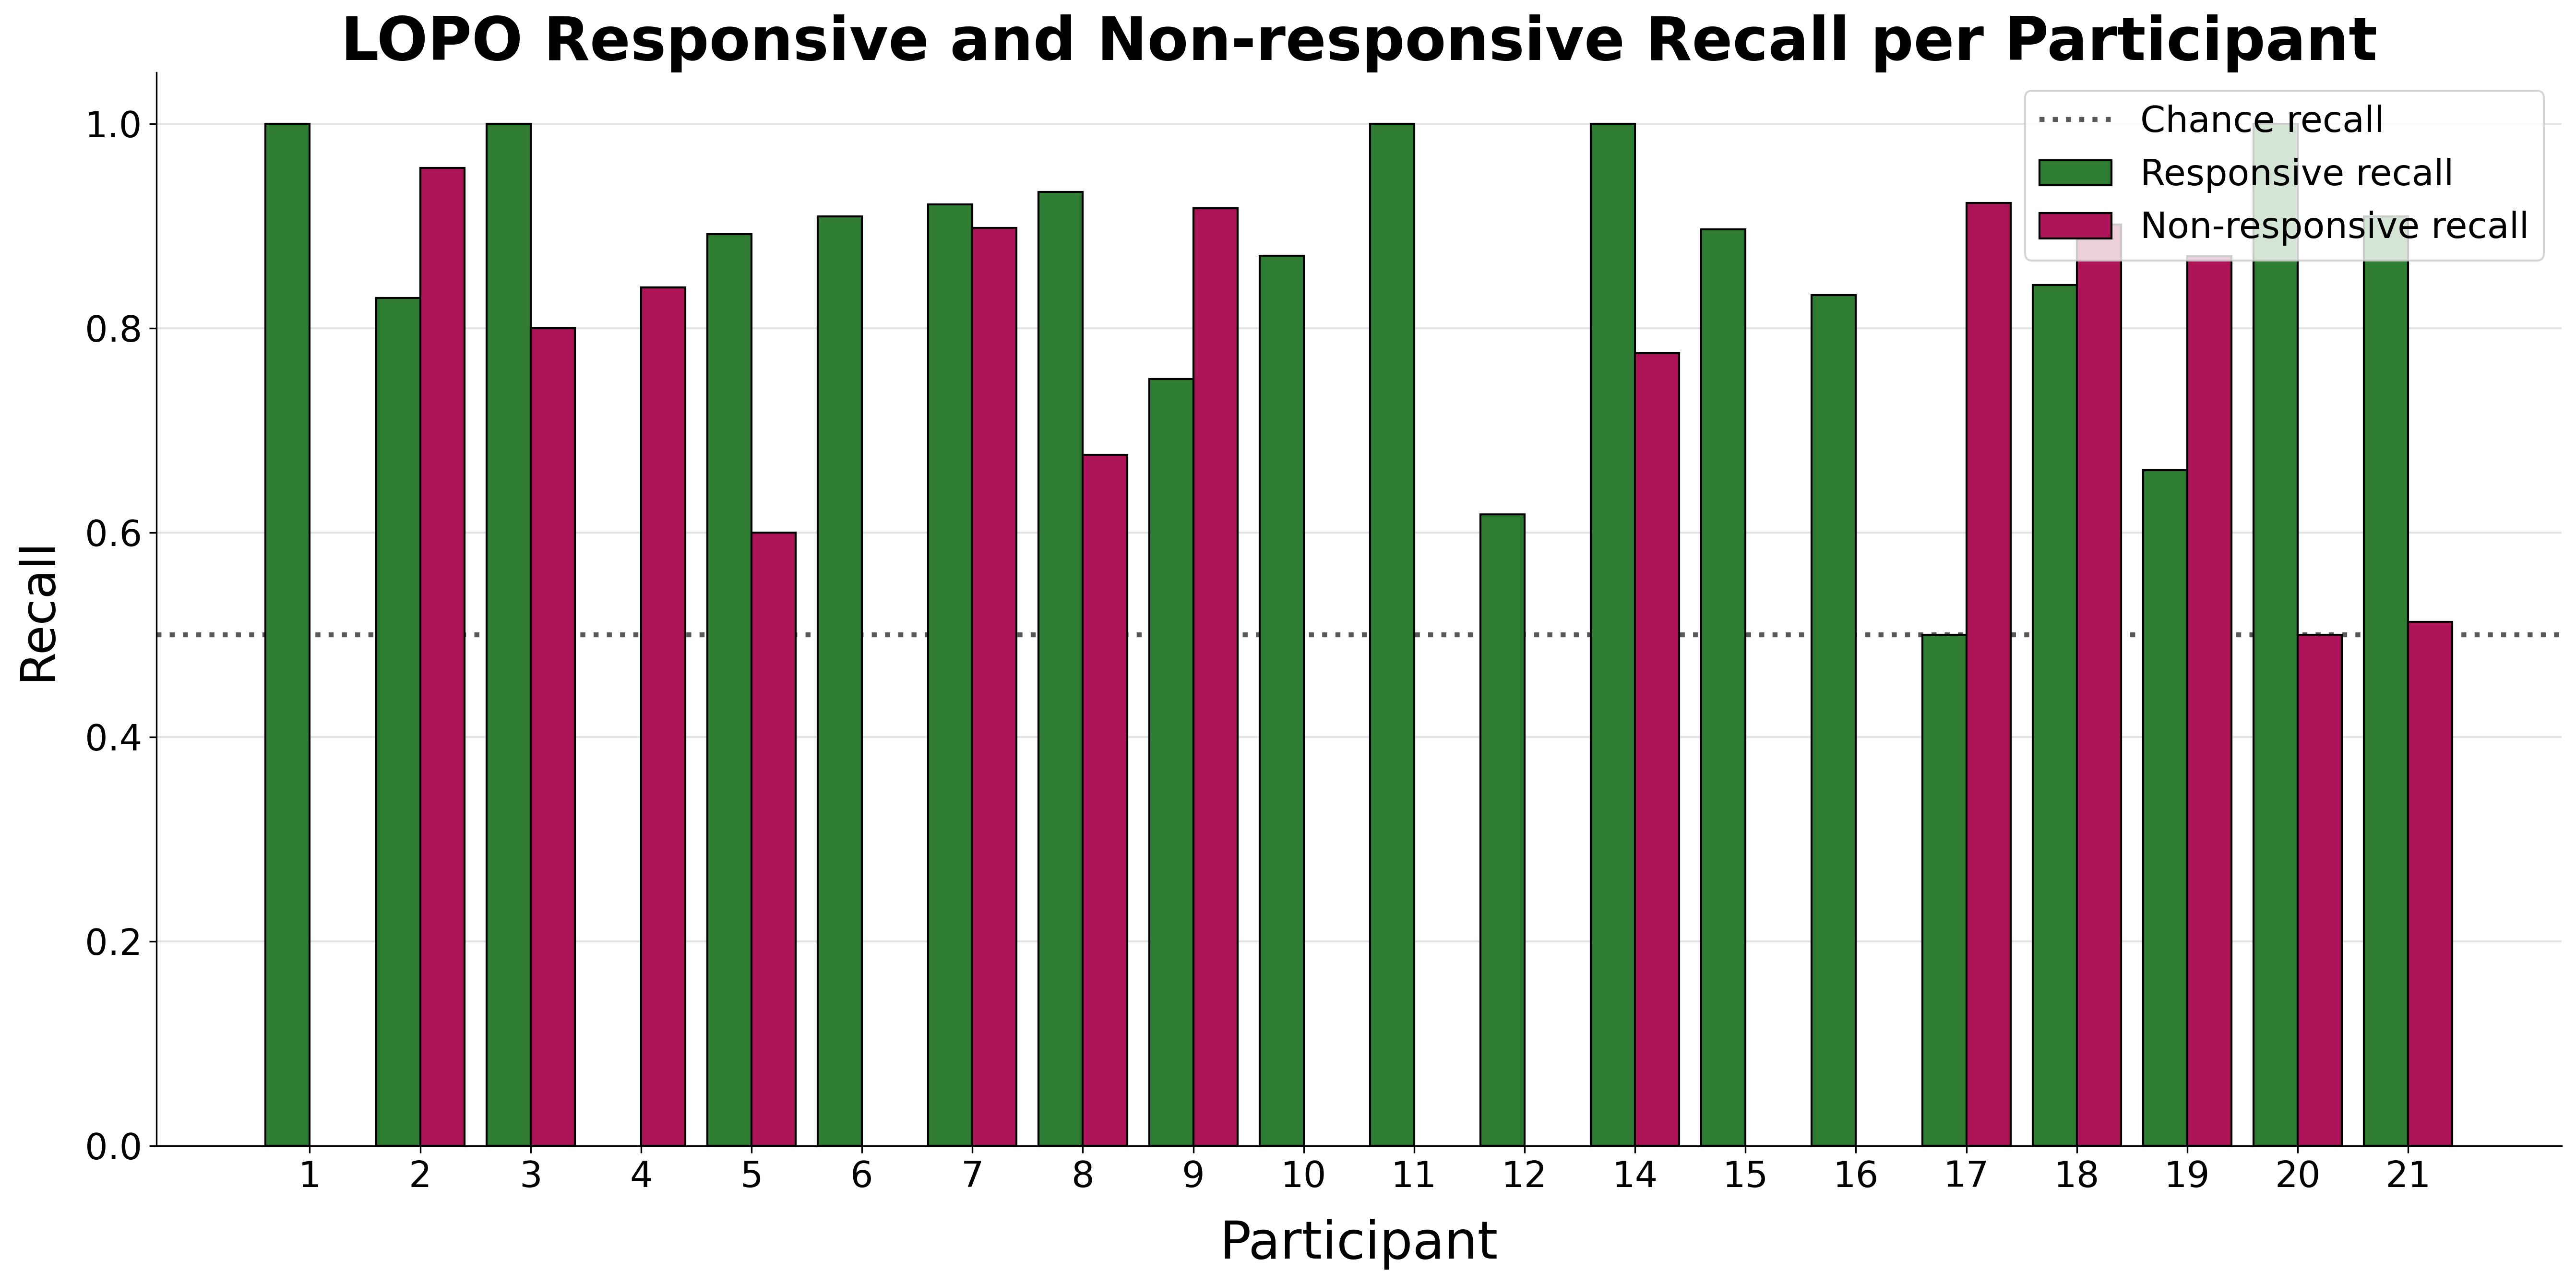 LOPO Responsive and Non-responsive Recall per Participant
Chance recall
Responsive recall
Non-responsive recall
1.0
0.8
0.6
0.4
0.2
0.0
Recall
1 2 3 4 5 6 7 8 9 10 11 12 14 15 16 17 18 19 20 21
Participant